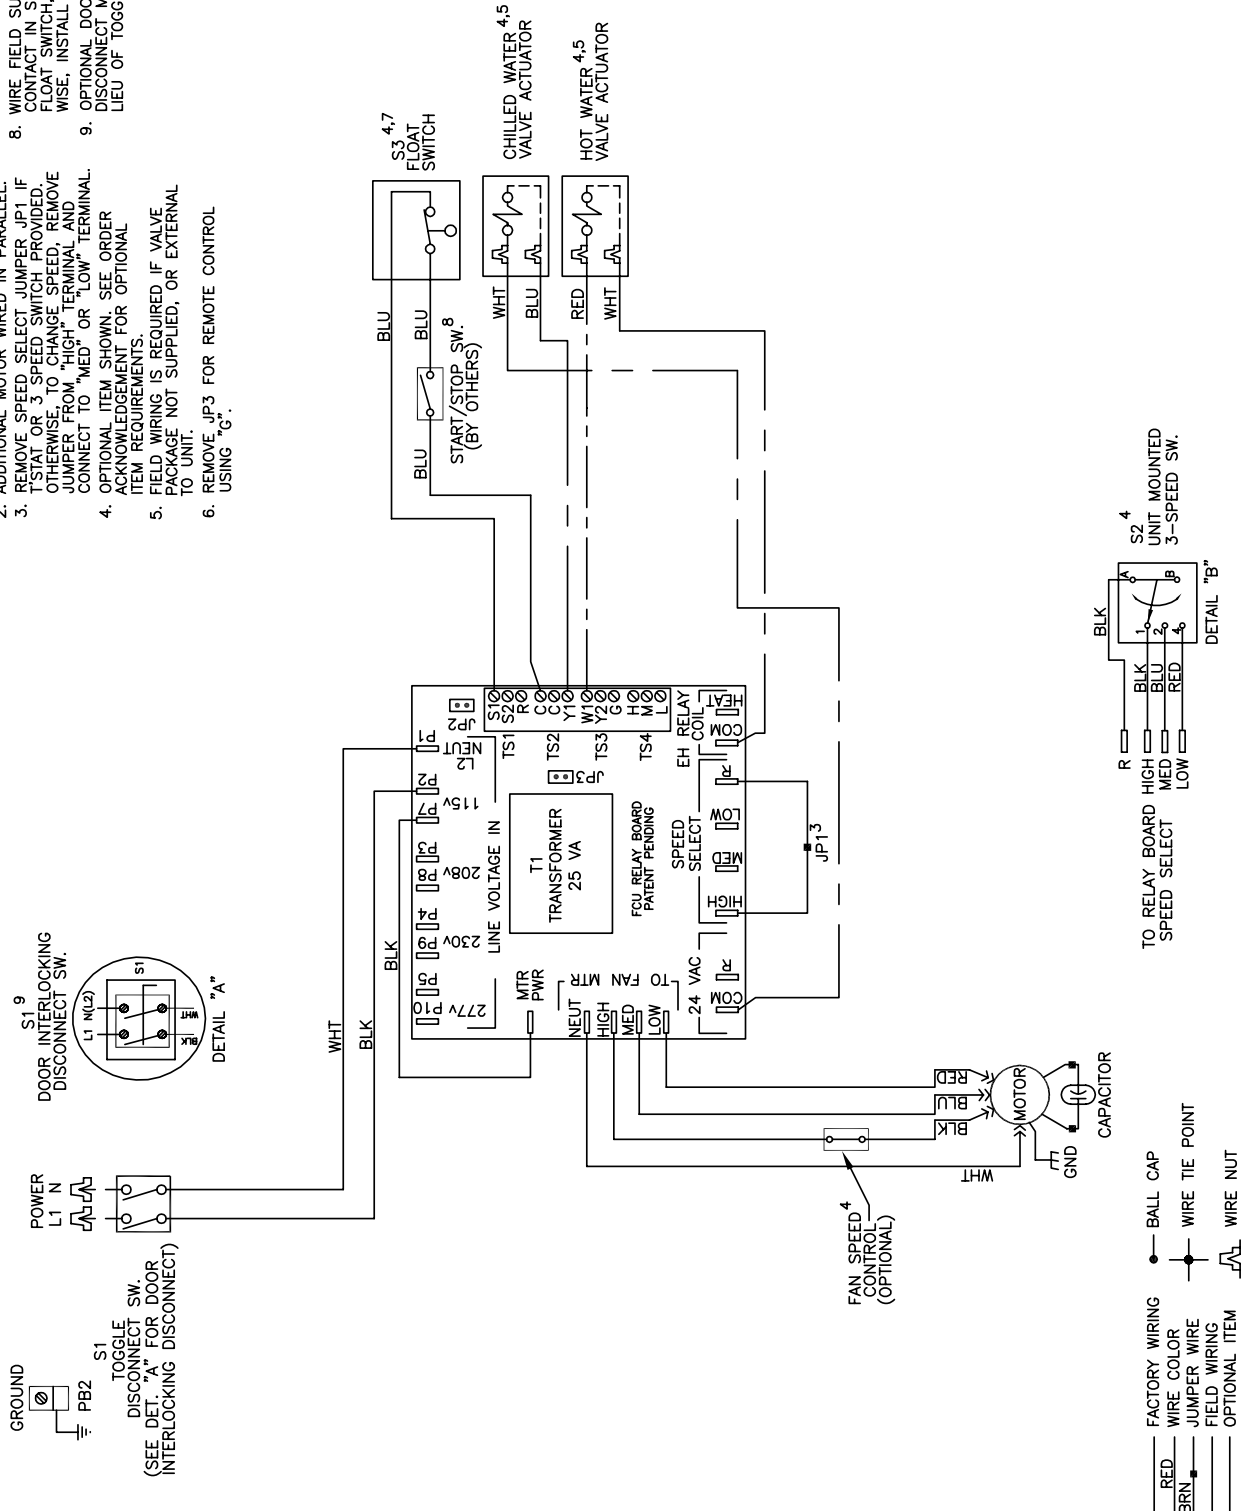 8. WIRE FIELD SU
CONTACT IN S
FLOAT SWITCH,
WISE, INSTALL
9. OPTIONAL DOO
DISCONNECT M
LIEU OF TOGG
2. ADDITIONAL MOTOR WIRED IN PARALLEL.
3. REMOVE SPEED SELECT JUMPER JP1 IF
T'STAT OR 3 SPEED SWITCH PROVIDED.
OTHERWISE, TO CHANGE SPEED, REMOVE
JUMPER FROM "HIGH" TERMINAL AND
CONNECT TO "MED" OR "LOW" TERMINAL.
4. OPTIONAL ITEM SHOWN. SEE ORDER
ACKNOWLEDGEMENT FOR OPTIONAL
ITEM REQUIREMENTS.
5. FIELD WIRING IS REQUIRED IF VALVE
PACKAGE NOT SUPPLIED, OR EXTERNAL
TO UNIT.
6. REMOVE JP3 FOR REMOTE CONTROL
USING "G".
S3 4,7
FLOAT
SWITCH
CHILLED WATER 4,5
VALVE ACTUATOR
HOT WATER 4,5
VALVE ACTUATOR
BLU
BLU
WHT
BLU
RED
WHT
START/STOP SW. 8
(BY OTHERS)
BLU
S2 4
UNIT MOUNTED
3-SPEED SW.
BLK
A
B
1
2
4
DETAIL "B"
BLK
BLU
RED
R
HIGH
MED
LOW
TO RELAY BOARD
SPEED SELECT
S1 9
DOOR INTERLOCKING
DISCONNECT SW.
L1 N(L2)
S1
BLK
WHT
DETAIL "A"
WHT
BLK
BLK
P1
NEUT
L2
P2
P7
115v
P3
P8
208v
P4
P9
230v
P5
P10
277v
LINE VOLTAGE IN
JP2
S1
S2
R
C
C
Y1
W1
Y2
G
H
M
L
TS1
TS2
TS3
TS4
JP3
T1
TRANSFORMER
25 VA
FCU RELAY BOARD
PATENT PENDING
EH RELAY
COIL
HEAT
COM
SPEED
SELECT
R
LOW
MED
HIGH
JP1 3
24 VAC
R
COM
MTR
PWR
TO FAN MTR
NEUT
HIGH
MED
LOW
POWER
L1 N
GROUND
PB2
S1
TOGGLE
DISCONNECT SW.
(SEE DET. "A" FOR DOOR
INTERLOCKING DISCONNECT)
RED
BLU
BLK
WHT
MOTOR
CAPACITOR
GND
FAN SPEED 4
CONTROL
(OPTIONAL)
FACTORY WIRING
RED
WIRE COLOR
BRN
JUMPER WIRE
FIELD WIRING
OPTIONAL ITEM
BALL CAP
WIRE TIE POINT
WIRE NUT